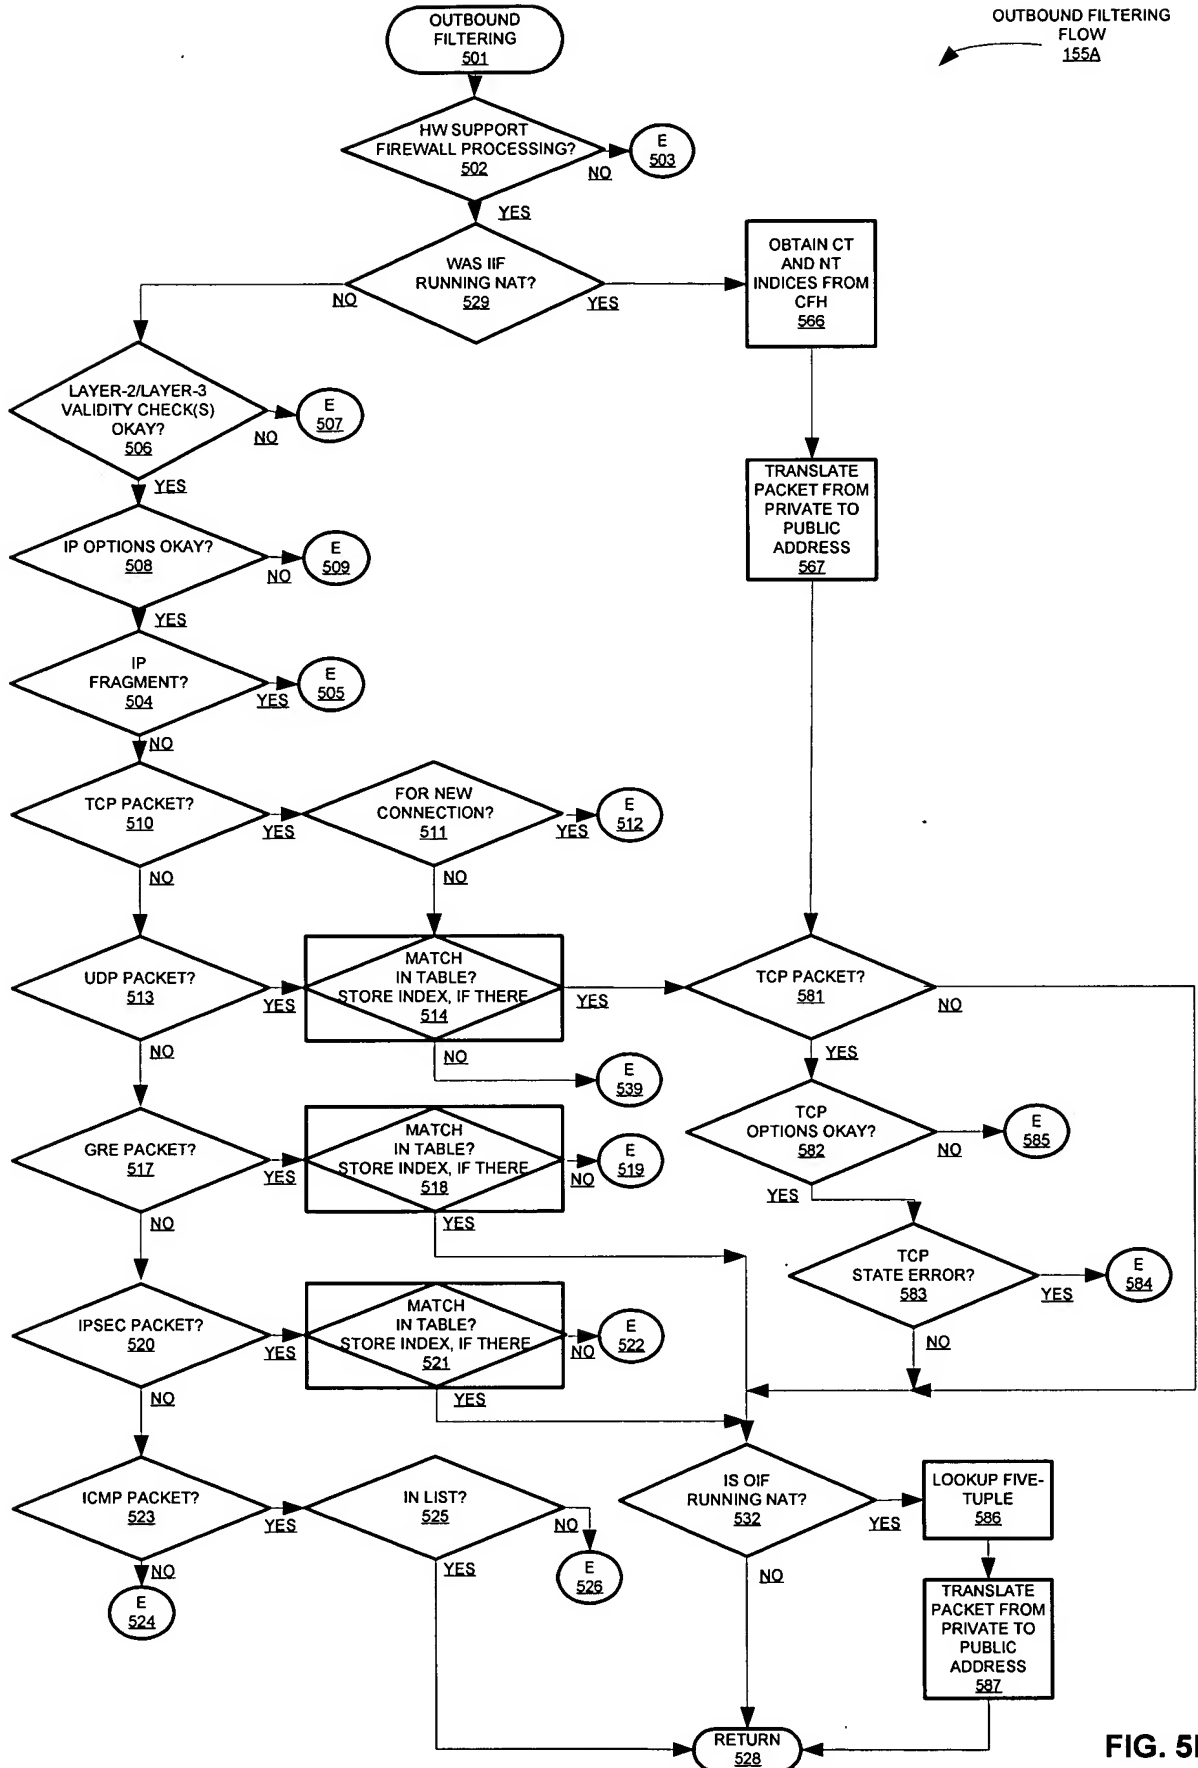 OUTBOUND
FILTERING
501
OUTBOUND FILTERING
FLOW
155A
HW SUPPORT
FIREWALL PROCESSING?
502
NO
E
503
YES
WAS IIF
RUNNING NAT?
529
NO
YES
OBTAIN CT
AND NT
INDICES FROM
CFH
566
LAYER-2/LAYER-3
VALIDITY CHECK(S)
OKAY?
506
NO
E
507
YES
TRANSLATE
PACKET FROM
PRIVATE TO
PUBLIC
ADDRESS
567
IP OPTIONS OKAY?
508
NO
E
509
YES
IP
FRAGMENT?
504
YES
E
505
NO
TCP PACKET?
510
YES
FOR NEW
CONNECTION?
511
YES
E
512
NO
NO
UDP PACKET?
513
YES
MATCH
IN TABLE?
STORE INDEX, IF THERE
514
YES
TCP PACKET?
581
NO
NO
NO
E
539
YES
GRE PACKET?
517
YES
MATCH
IN TABLE?
STORE INDEX, IF THERE
518
NO
E
519
TCP
OPTIONS OKAY?
582
NO
E
585
YES
NO
YES
TCP
STATE ERROR?
583
YES
E
584
NO
IPSEC PACKET?
520
YES
MATCH
IN TABLE?
STORE INDEX, IF THERE
521
NO
E
522
NO
YES
ICMP PACKET?
523
YES
IN LIST?
525
NO
E
526
IS OIF
RUNNING NAT?
532
YES
LOOKUP FIVE-
TUPLE
586
NO
E
524
YES
NO
TRANSLATE
PACKET FROM
PRIVATE TO
PUBLIC
ADDRESS
587
RETURN
528
FIG. 5